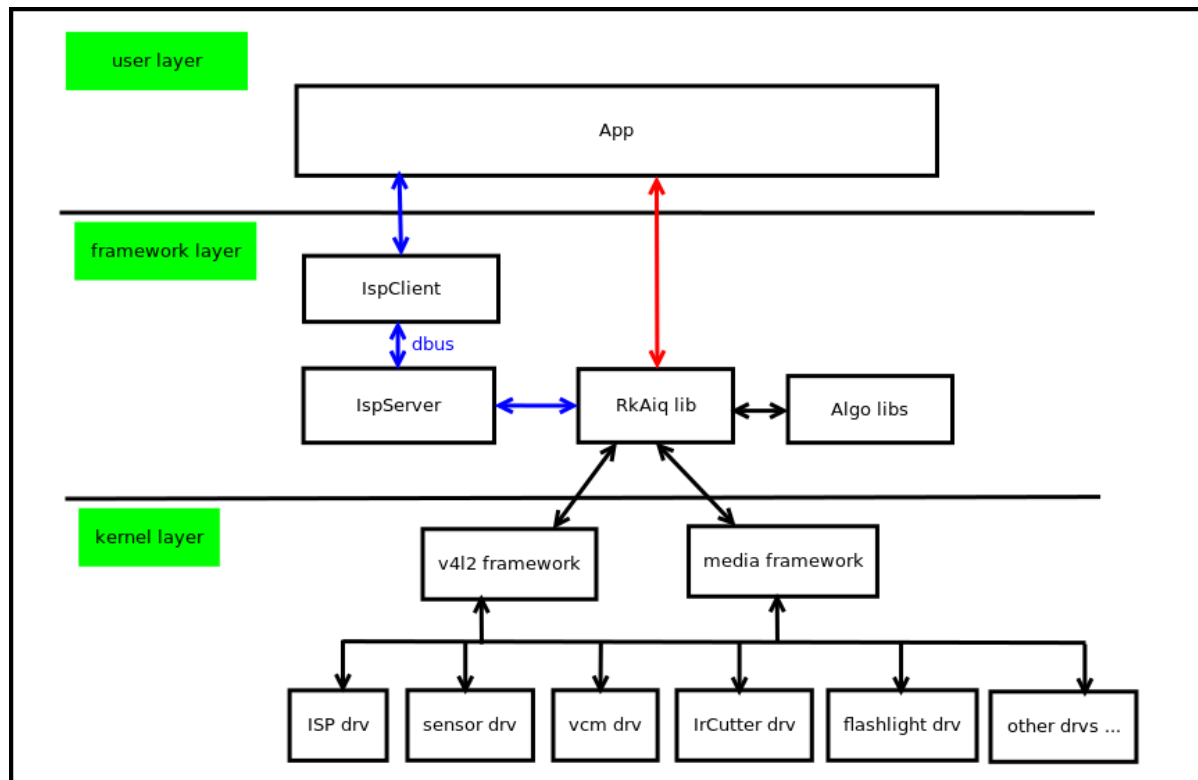 user layer
App
framework layer
IspClient
dbus
IspServer
RkAiq lib
Algo libs
kernel layer
v4l2 framework
media framework
ISP drv
sensor drv
vcm drv
IrCutter drv
flashlight drv
other drvs ...